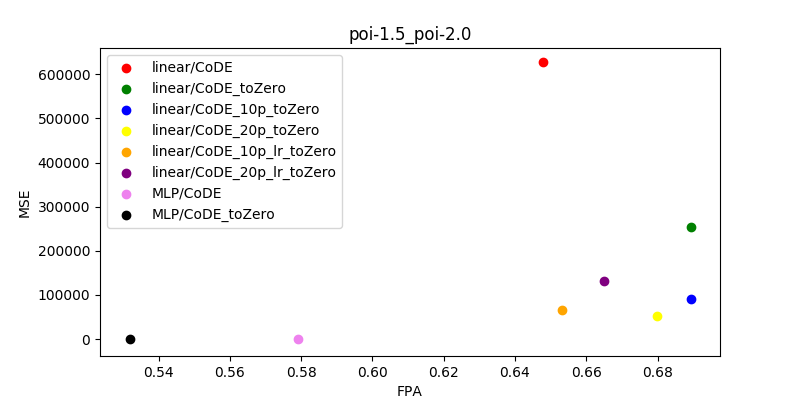 poi-1.5_poi-2.0
linear/CoDE
linear/CoDE_toZero
linear/CoDE_10p_toZero
linear/CoDE_20p_toZero
linear/CoDE_10p_lr_toZero
linear/CoDE_20p_lr_toZero
MLP/CoDE
MLP/CoDE_toZero
MSE
600000
500000
400000
300000
200000
100000
0
0.54 0.56 0.58 0.60 0.62 0.64 0.66 0.68
FPA